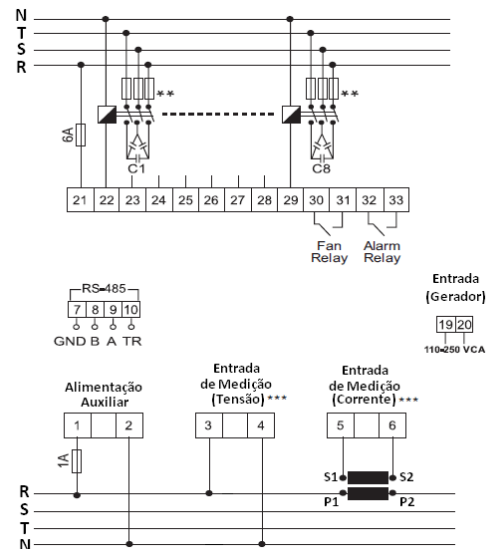 N
T
S
R
6A
**
**
C1
C8
21 22 23 24 25 26 27 28 29 30 31 32 33
Fan Relay
Alarm Relay
RS-485
7 8 9 10
GND B A TR
Entrada
(Gerador)
19 20
110-250 VCA
Alimentação
Auxiliar
1 2
1A
Entrada
de Medição
(Tensão) ***
3 4
Entrada
de Medição
(Corrente) ***
5 6
S1 S2
P1 P2
R
S
T
N